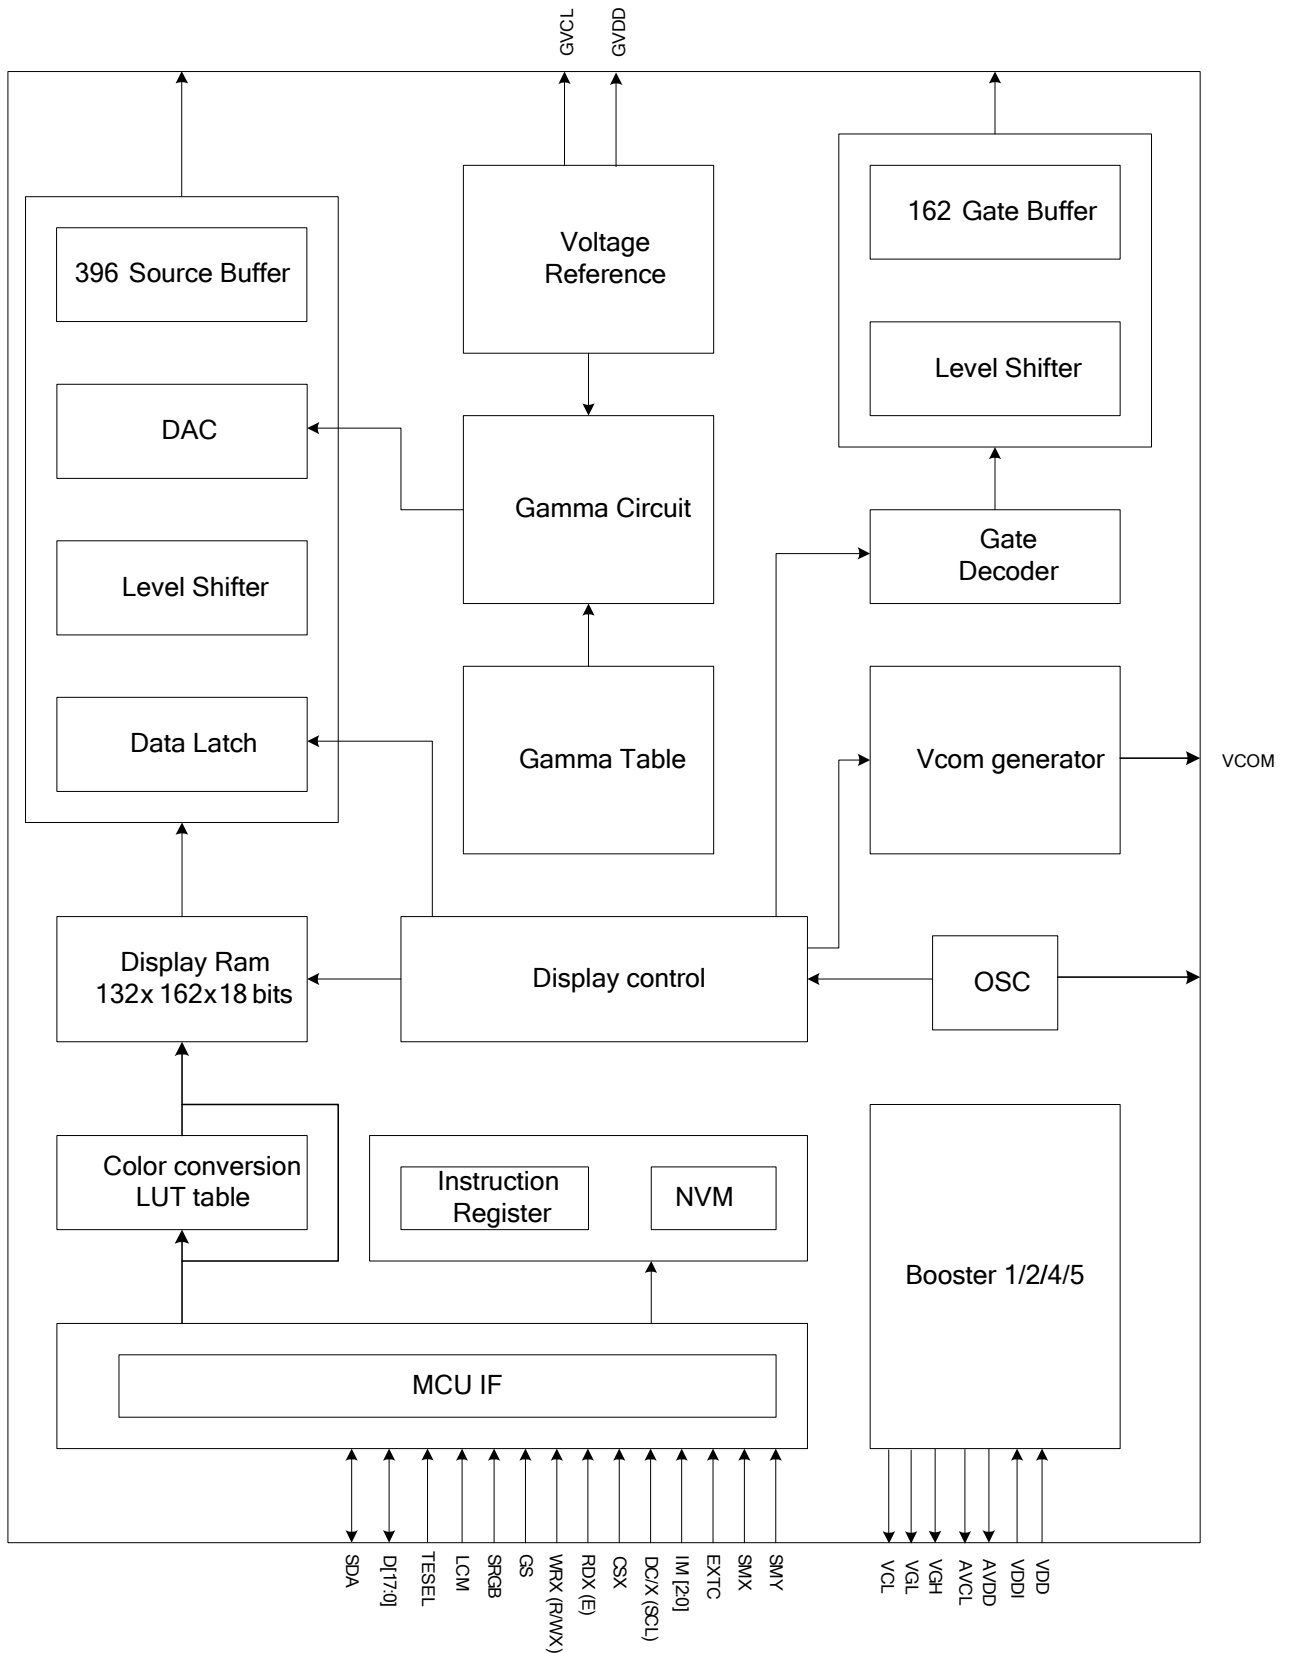 GVCL
GVDD
162 Gate Buffer
Voltage
Reference
396 Source Buffer
Level Shifter
DAC
Gamma Circuit
Gate
Decoder
Level Shifter
Data Latch
Gamma Table
Vcom generator
VCOM
Display Ram
132x 162x18 bits
Display control
OSC
Color conversion
LUT table
Instruction
Register
NVM
Booster 1/2/4/5
MCU IF
SDA
D[17:0]
TESEL
LCM
SRGB
GS
WRX (R/WX)
RDX (E)
CSX
DC/X (SCL)
IM [2:0]
EXTC
SMX
SMY
VCL
VGL
VGH
AVCL
AVDD
VDDI
VDD